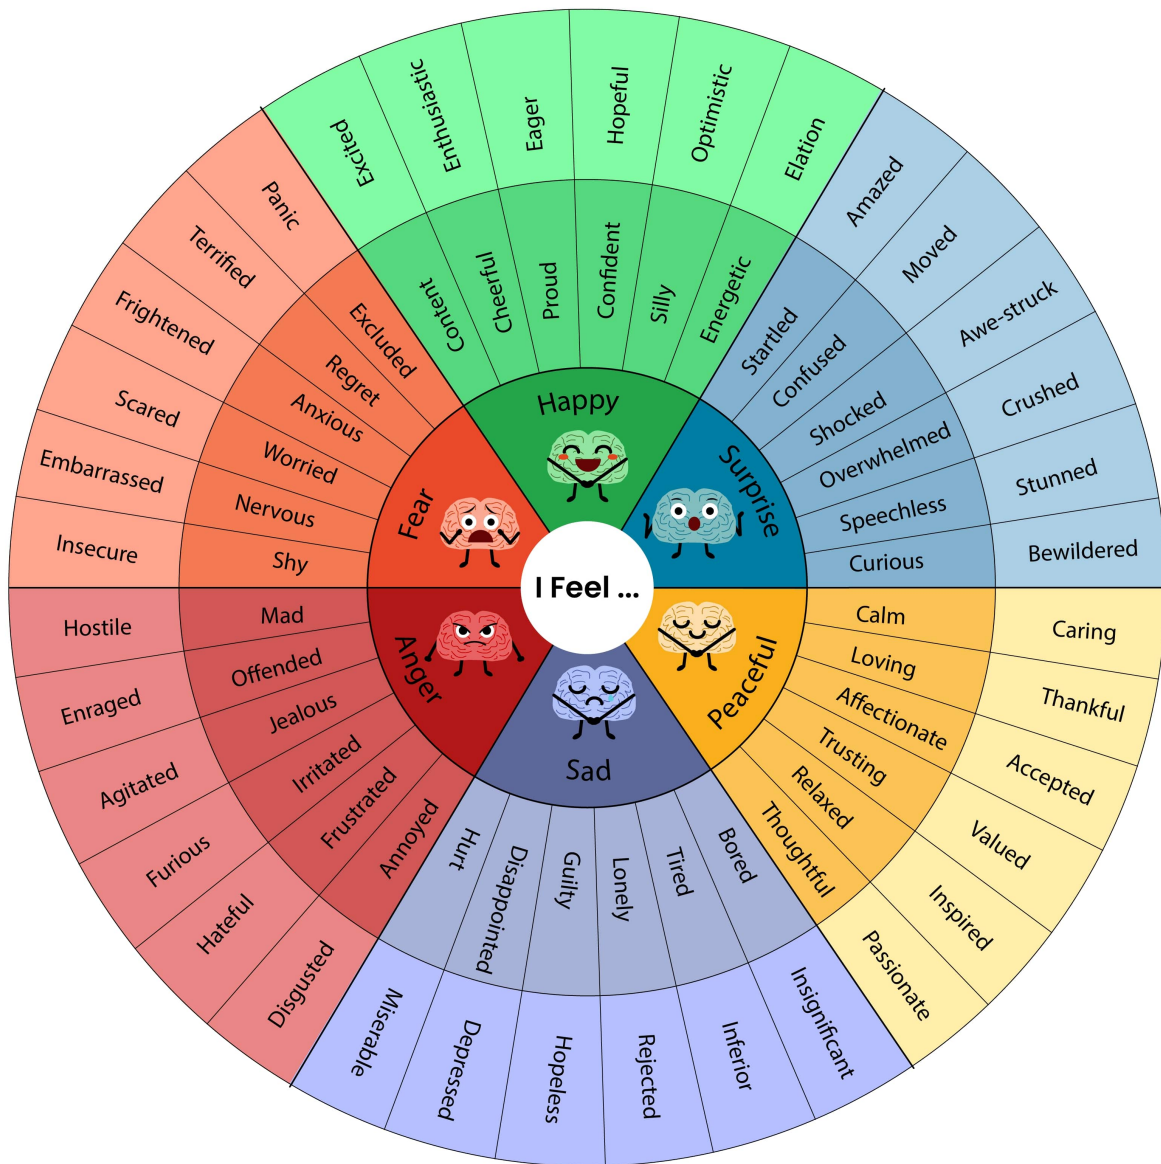 I Feel ...
Happy
Content
Cheerful
Proud
Confident
Silly
Energetic
Excited
Enthusiastic
Eager
Hopeful
Optimistic
Elation
Surprise
Startled
Confused
Shocked
Overwhelmed
Speechless
Curious
Amazed
Moved
Awe-struck
Crushed
Stunned
Bewildered
Peaceful
Calm
Loving
Affectionate
Trusting
Relaxed
Thoughtful
Caring
Thankful
Accepted
Valued
Inspired
Passionate
Sad
Bored
Tired
Lonely
Guilty
Disappointed
Hurt
Insignificant
Inferior
Rejected
Hopeless
Depressed
Miserable
Anger
Annoyed
Frustrated
Irritated
Jealous
Offended
Mad
Disgusted
Hateful
Furious
Agitated
Enraged
Hostile
Fear
Shy
Nervous
Worried
Anxious
Regret
Excluded
Insecure
Embarrassed
Scared
Frightened
Terrified
Panic